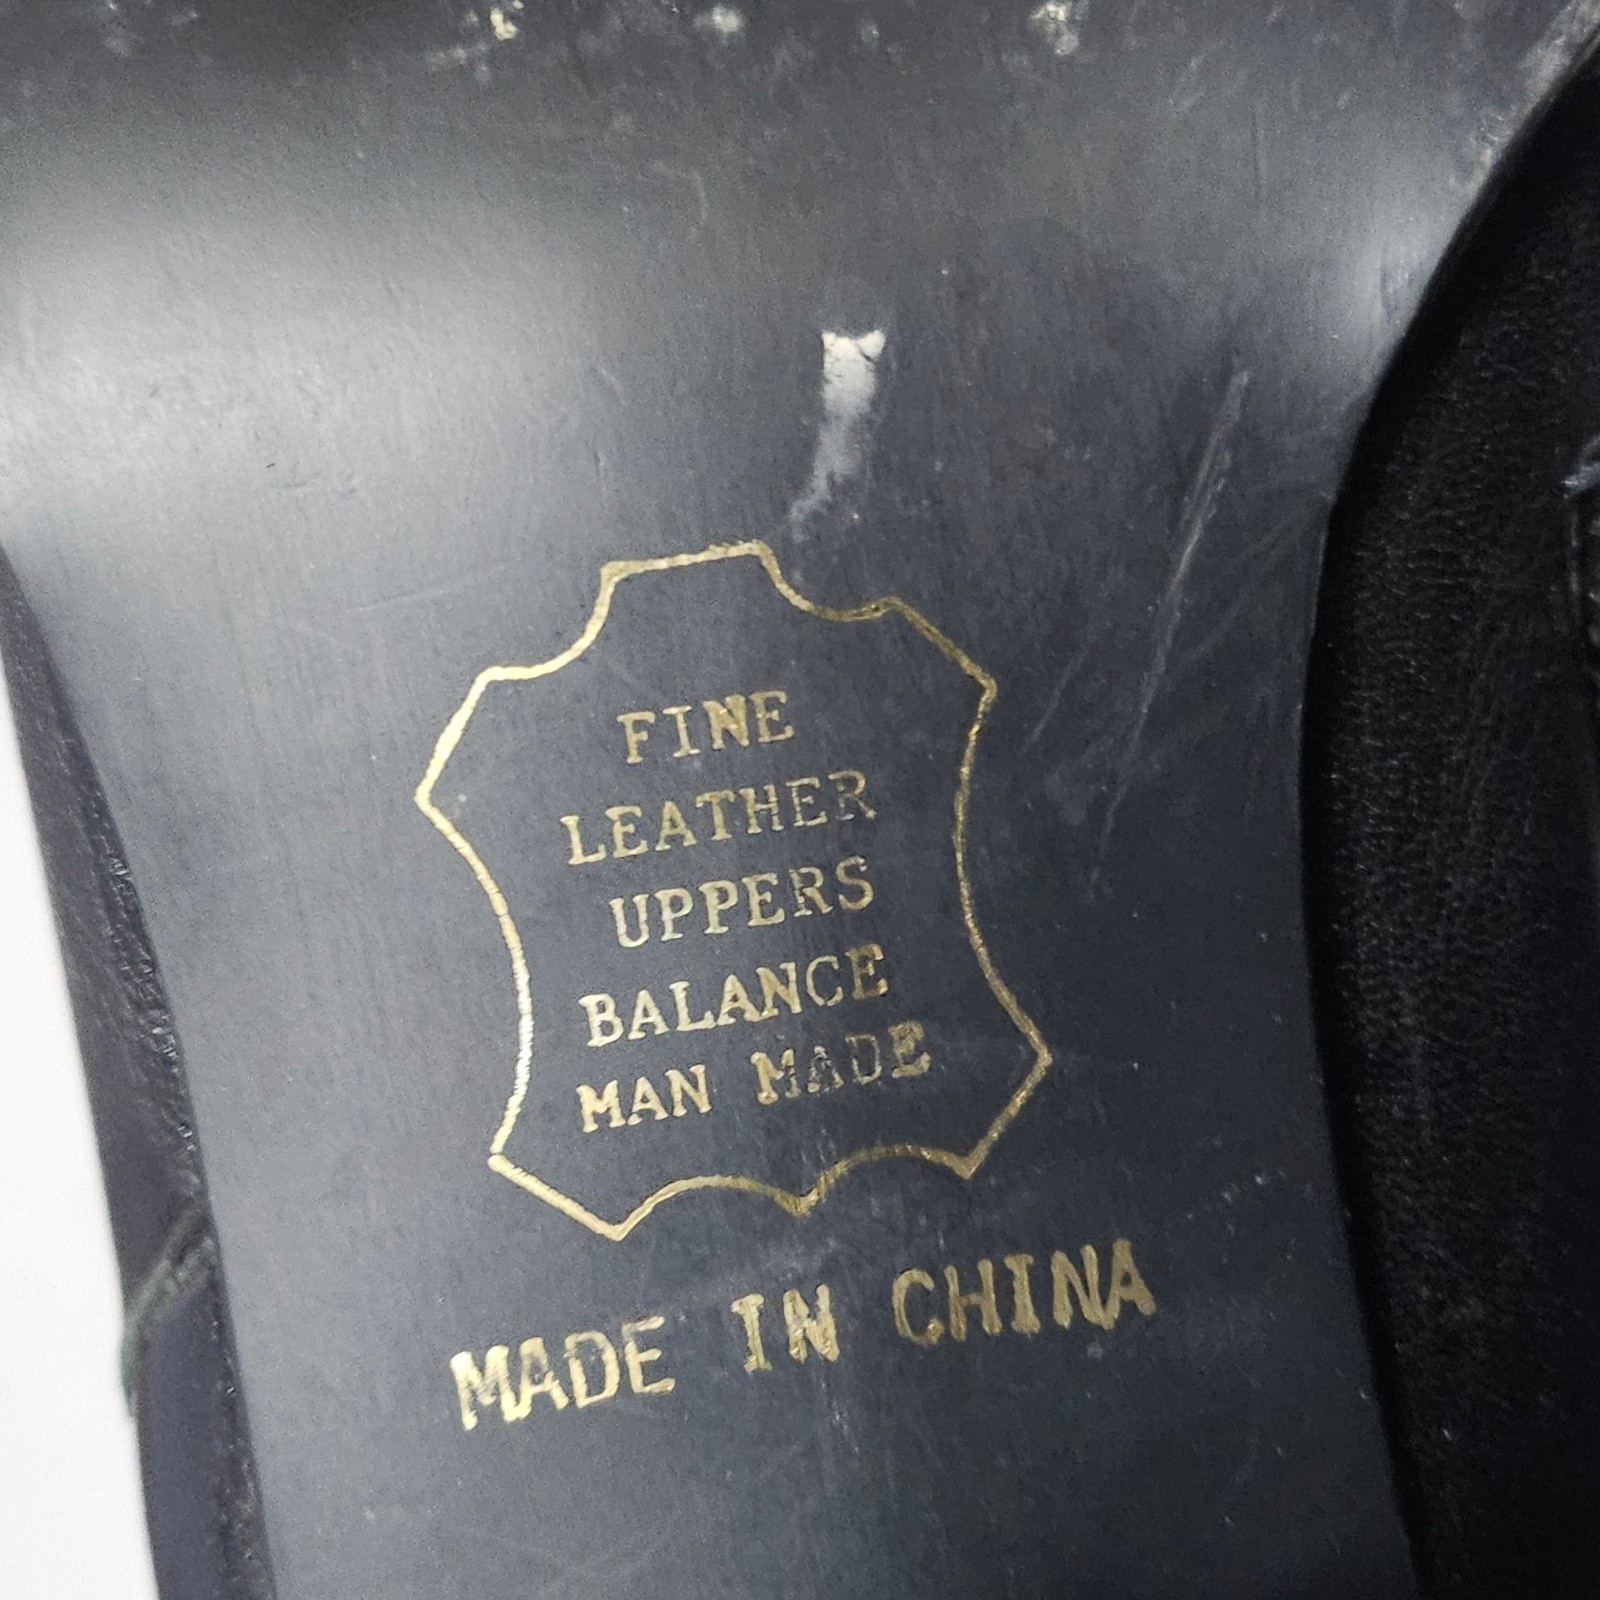 FINE
LEATHER
UPPERS
BALANCE
MAN MADE
MADE IN CHINA